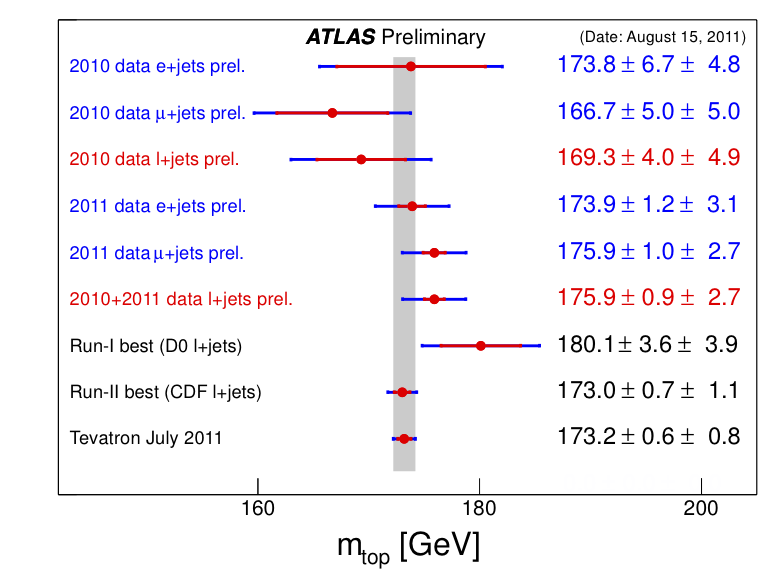 ATLAS Preliminary (Date: August 15, 2011)
2010 data e+jets prel. 173.8 ± 6.7 ± 4.8
2010 data μ+jets prel. 166.7 ± 5.0 ± 5.0
2010 data l+jets prel. 169.3 ± 4.0 ± 4.9
2011 data e+jets prel. 173.9 ± 1.2 ± 3.1
2011 data μ+jets prel. 175.9 ± 1.0 ± 2.7
2010+2011 data l+jets prel. 175.9 ± 0.9 ± 2.7
Run-I best (D0 l+jets) 180.1 ± 3.6 ± 3.9
Run-II best (CDF l+jets) 173.0 ± 0.7 ± 1.1
Tevatron July 2011 173.2 ± 0.6 ± 0.8
160 180 200
m_top [GeV]